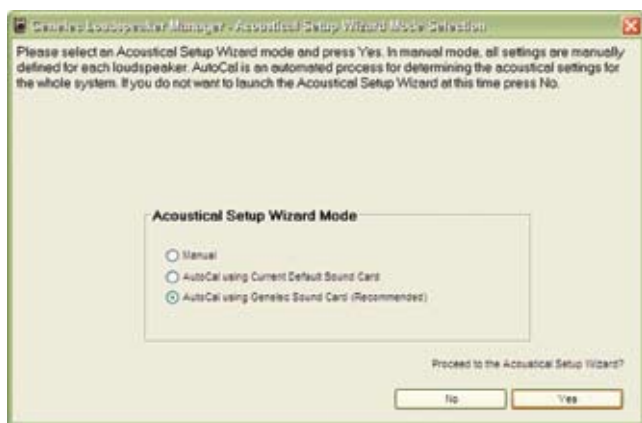 Genelec Loudspeaker Manager - Acoustical Setup Wizard Mode Selection
Please select an Acoustical Setup Wizard mode and press Yes. In manual mode, all settings are manually
defined for each loudspeaker. AutoCal is an automated process for determining the acoustical settings for
the whole system. If you do not want to launch the Acoustical Setup Wizard at this time press No.
Acoustical Setup Wizard Mode
Manual
AutoCal using Current Default Sound Card
AutoCal using Genelec Sound Card (Recommended)
Proceed to the Acoustical Setup Wizard?
No
Yes